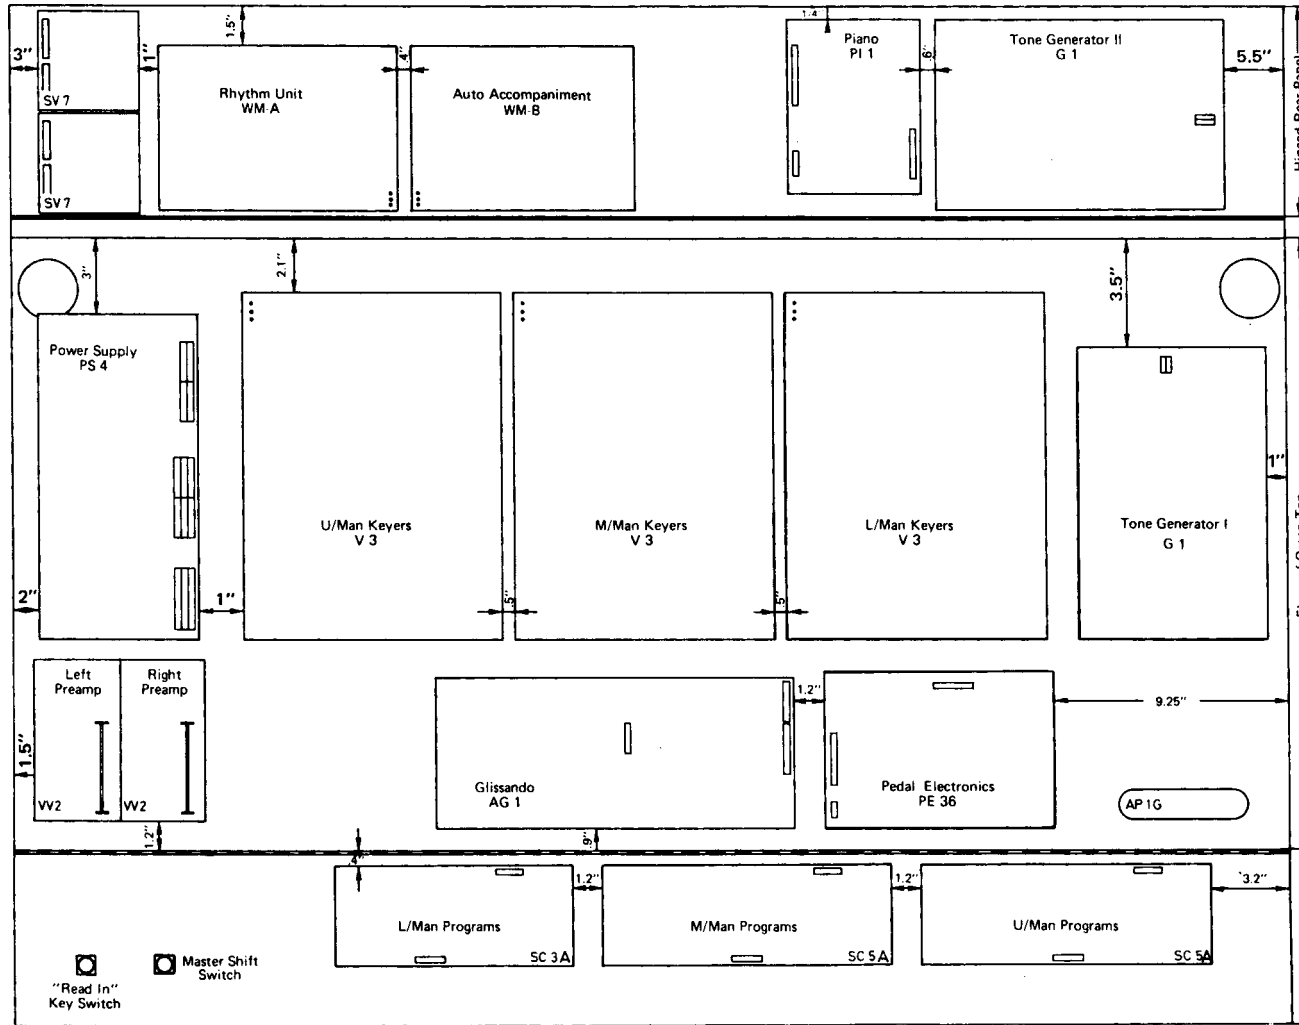 3"
SV 7
SV 7
1"
1.5"
Rhythm Unit
WM-A
.4"
Auto Accompaniment
WM-B
1/4"
Piano
PI 1
.6"
Tone Generator II
G 1
5.5"
Hinged Rear Panel
3"
2.1"
3.5"
Power Supply
PS 4
2"
1"
U/Man Keyers
V 3
.5"
M/Man Keyers
V 3
.5"
L/Man Keyers
V 3
Tone Generator I
G 1
1"
Left
Preamp
VV2
Right
Preamp
VV2
1.5"
1.2"
Glissando
AG 1
.9"
1.2"
Pedal Electronics
PE 36
9.25"
AP 1G
.4"
L/Man Programs
SC 3A
1.2"
M/Man Programs
SC 5A
1.2"
U/Man Programs
SC 5A
3.2"
"Read In"
Key Switch
Master Shift
Switch